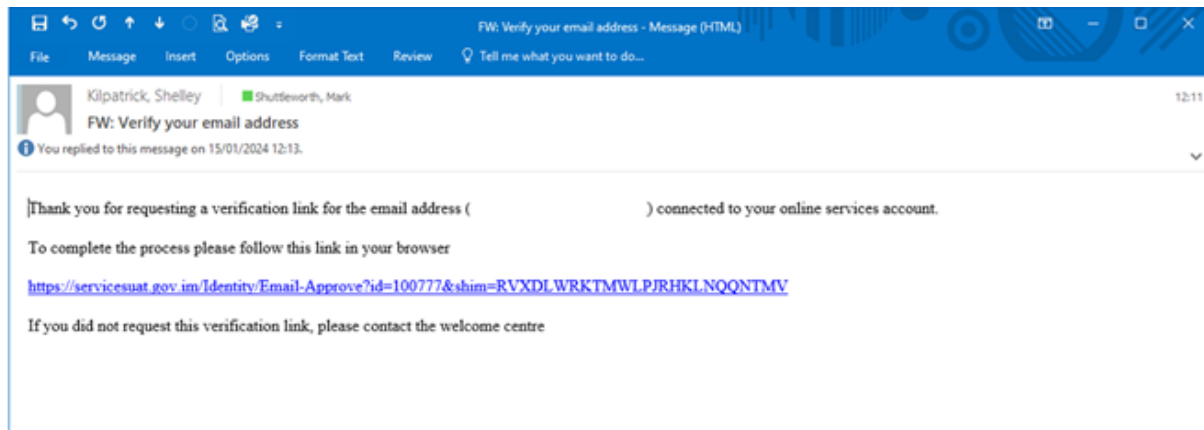 FW: Verify your email address - Message (HTML)
File Message Insert Options Format Text Review Tell me what you want to do...
Kilpatrick, Shelley Shuttleworth, Mark 12:11
FW: Verify your email address
You replied to this message on 15/01/2024 12:13.
Thank you for requesting a verification link for the email address ( ) connected to your online services account.
To complete the process please follow this link in your browser
https://servicesuat.gov.im/Identity/Email-Approve?id=100777&shim=RVXDLWRKTMWLPJRHKLNQQNTMV
If you did not request this verification link, please contact the welcome centre